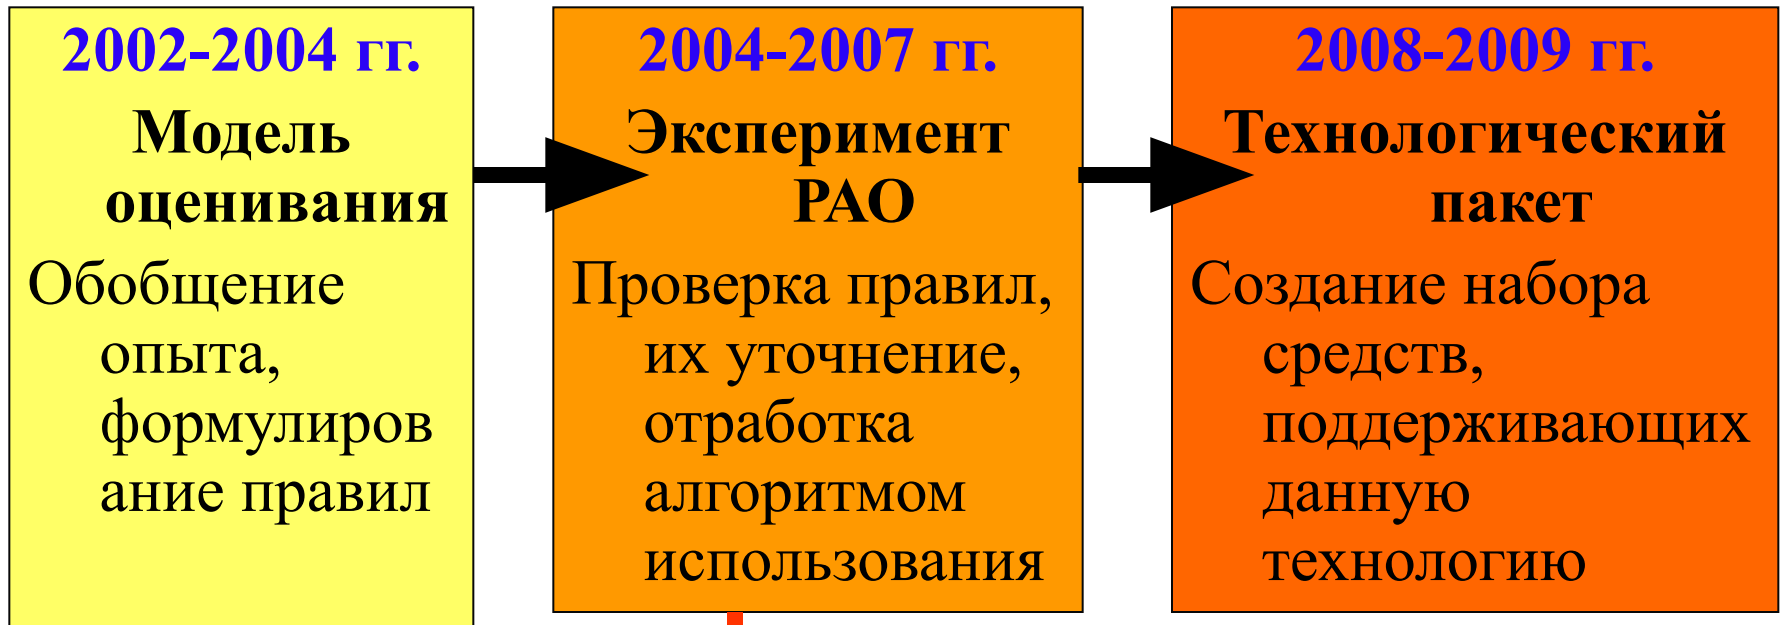 2002-2004 гг.
Модель
оценивания
Обобщение
опыта,
формулиров
ание правил
2004-2007 гг.
Эксперимент
РАО
Проверка правил,
их уточнение,
отработка
алгоритмом
использования
2008-2009 гг.
Технологический
пакет
Создание набора
средств,
поддерживающих
данную
технологию